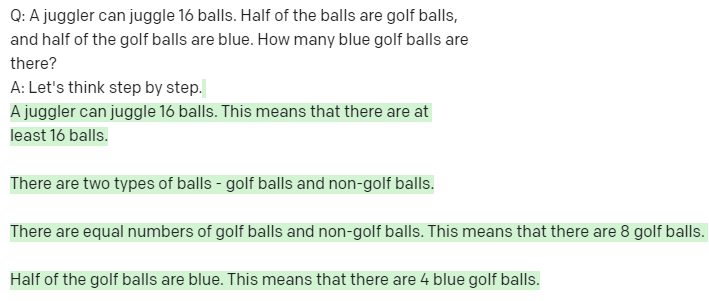 Q: A juggler can juggle 16 balls. Half of the balls are golf balls,
and half of the golf balls are blue. How many blue golf balls are
there?
A: Let's think step by step.
A juggler can juggle 16 balls. This means that there are at
least 16 balls.
There are two types of balls - golf balls and non-golf balls.
There are equal numbers of golf balls and non-golf balls. This means that there are 8 golf balls.
Half of the golf balls are blue. This means that there are 4 blue golf balls.